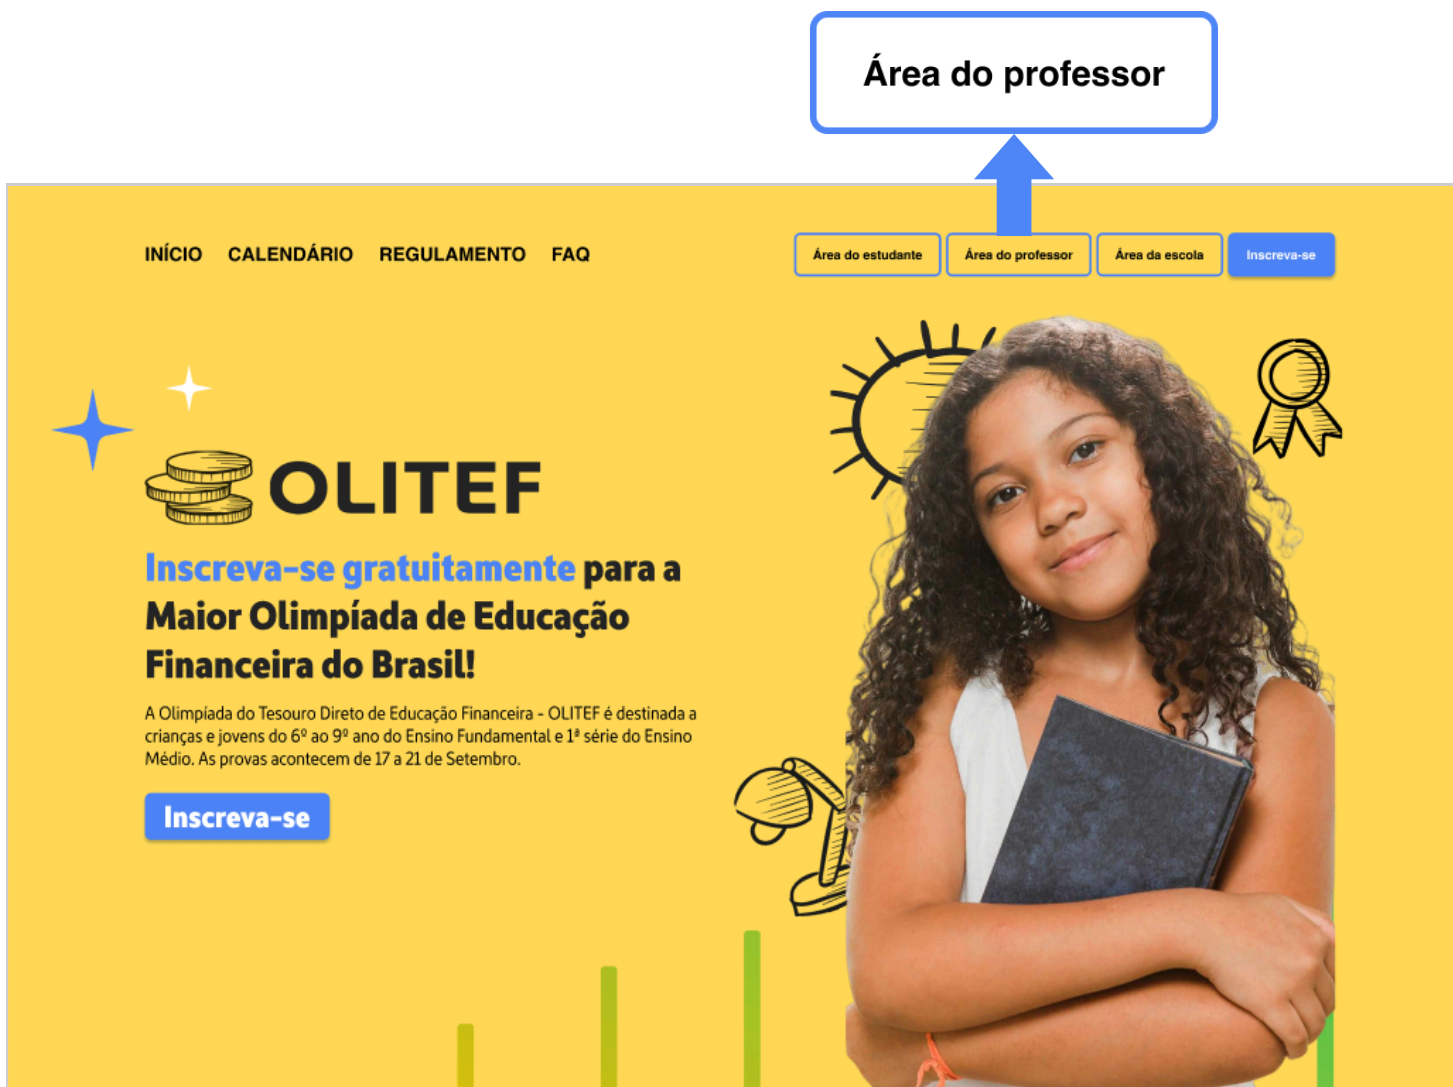 Área do professor
INÍCIO CALENDÁRIO REGULAMENTO FAQ
Área do estudante Área do professor Área da escola Inscreva-se
OLITEF
Inscreva-se gratuitamente para a
Maior Olimpíada de Educação
Financeira do Brasil!
A Olimpíada do Tesouro Direto de Educação Financeira - OLITEF é destinada a
crianças e jovens do 6º ao 9º ano do Ensino Fundamental e 1ª série do Ensino
Médio. As provas acontecem de 17 a 21 de Setembro.
Inscreva-se